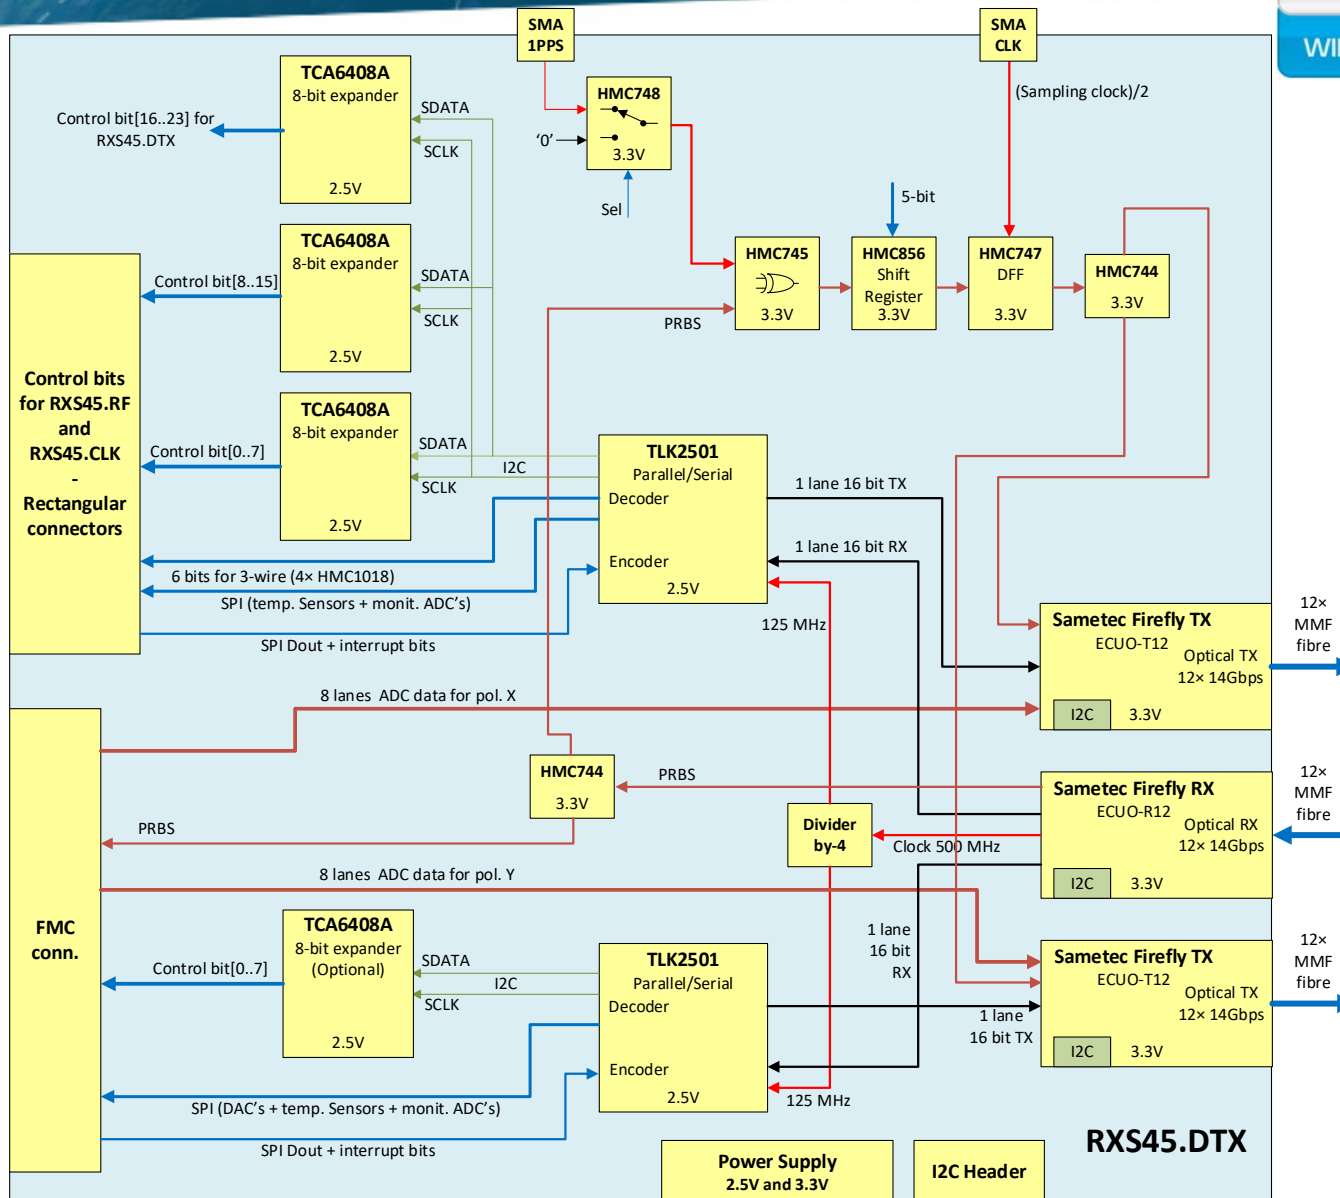 SMA
1PPS
SMA
CLK
WI
TCA6408A
8-bit expander
2.5V
SDATA
SCLK
Control bit[16..23] for
RXS45.DTX
HMC748
3.3V
'0'
Sel
(Sampling clock)/2
5-bit
TCA6408A
8-bit expander
2.5V
SDATA
SCLK
Control bit[8..15]
HMC745
3.3V
PRBS
HMC856
Shift
Register
3.3V
HMC747
DFF
3.3V
HMC744
3.3V
Control bits
for RXS45.RF
and
RXS45.CLK
-
Rectangular
connectors
TCA6408A
8-bit expander
2.5V
SDATA
I2C
SCLK
Control bit[0..7]
TLK2501
Parallel/Serial
Decoder
Encoder
2.5V
1 lane 16 bit TX
1 lane 16 bit RX
125 MHz
6 bits for 3-wire (4× HMC1018)
SPI (temp. Sensors + monit. ADC's)
SPI Dout + interrupt bits
Sametec Firefly TX
ECUO-T12
Optical TX
12× 14Gbps
I2C
3.3V
12×
MMF
fibre
8 lanes  ADC data for pol. X
HMC744
3.3V
PRBS
PRBS
Divider
by-4
Clock 500 MHz
Sametec Firefly RX
ECUO-R12
Optical RX
12× 14Gbps
I2C
3.3V
12×
MMF
fibre
8 lanes  ADC data for pol. Y
FMC
conn.
TCA6408A
8-bit expander
(Optional)
2.5V
SDATA
I2C
SCLK
Control bit[0..7]
TLK2501
Parallel/Serial
Decoder
Encoder
2.5V
1 lane
16 bit
RX
1 lane
16 bit TX
125 MHz
Sametec Firefly TX
ECUO-T12
Optical TX
12× 14Gbps
I2C
3.3V
12×
MMF
fibre
SPI (DAC's + temp. Sensors + monit. ADC's)
SPI Dout + interrupt bits
RXS45.DTX
Power Supply
2.5V and 3.3V
I2C Header